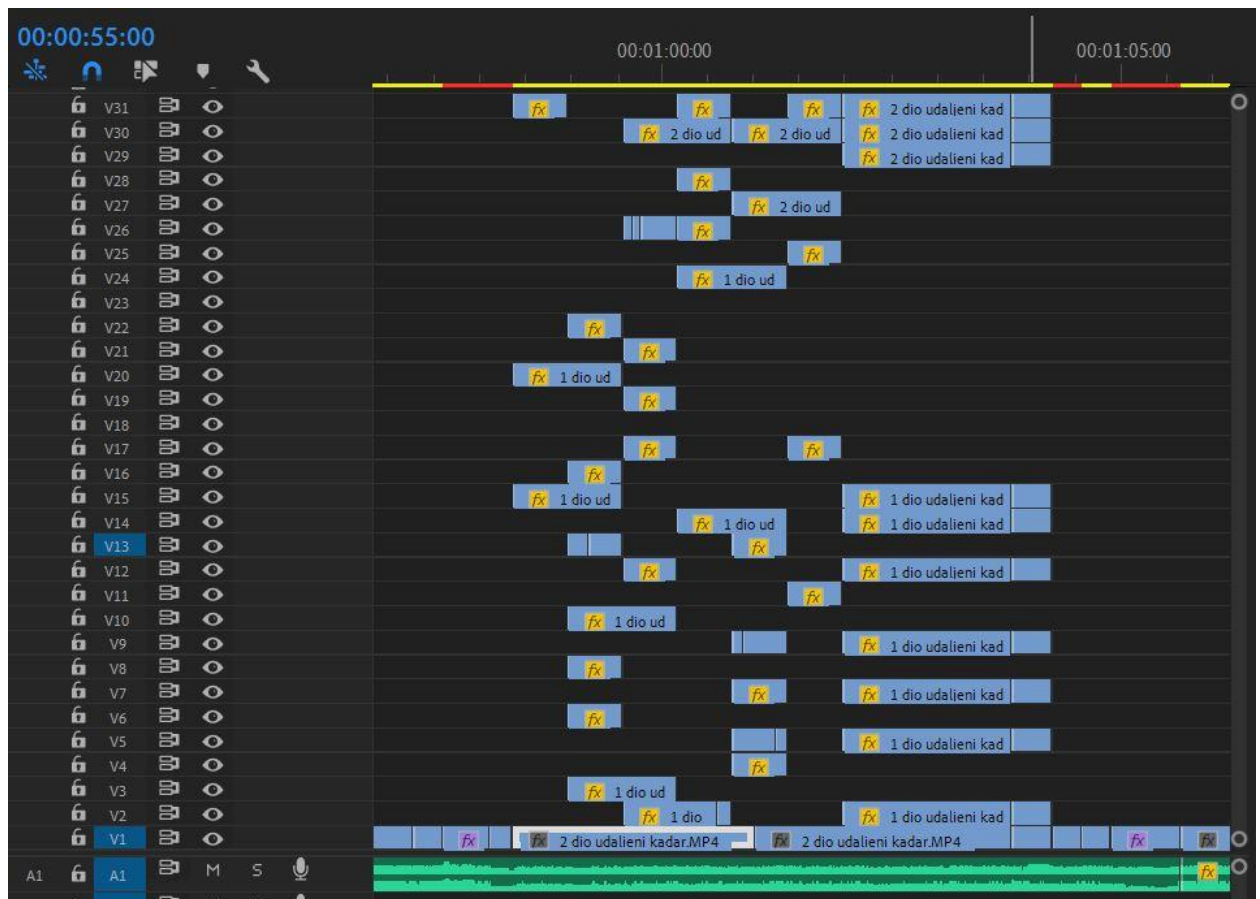 00:00:55:00
00:01:00:00 00:01:05:00
V31 fx fx fx fx 2 dio udaljeni kad
V30 fx 2 dio ud fx 2 dio ud fx 2 dio udaljeni kad
V29 fx 2 dio udaljeni kad
V28 fx
V27 fx 2 dio ud
V26 fx
V25 fx
V24 fx 1 dio ud
V23
V22 fx
V21 fx
V20 fx 1 dio ud
V19 fx
V18
V17 fx fx
V16 fx
V15 fx 1 dio ud fx 1 dio udaljeni kad
V14 fx 1 dio ud fx 1 dio udaljeni kad
V13 fx
V12 fx fx 1 dio udaljeni kad
V11 fx
V10 fx 1 dio ud
V9 fx 1 dio udaljeni kad
V8 fx
V7 fx fx 1 dio udaljeni kad
V6 fx
V5 fx 1 dio udaljeni kad
V4 fx
V3 fx 1 dio ud
V2 fx 1 dio fx 1 dio udaljeni kad
V1 fx fx 2 dio udaljeni kadar.MP4 fx 2 dio udaljeni kadar.MP4 fx fx
A1 A1 M S fx